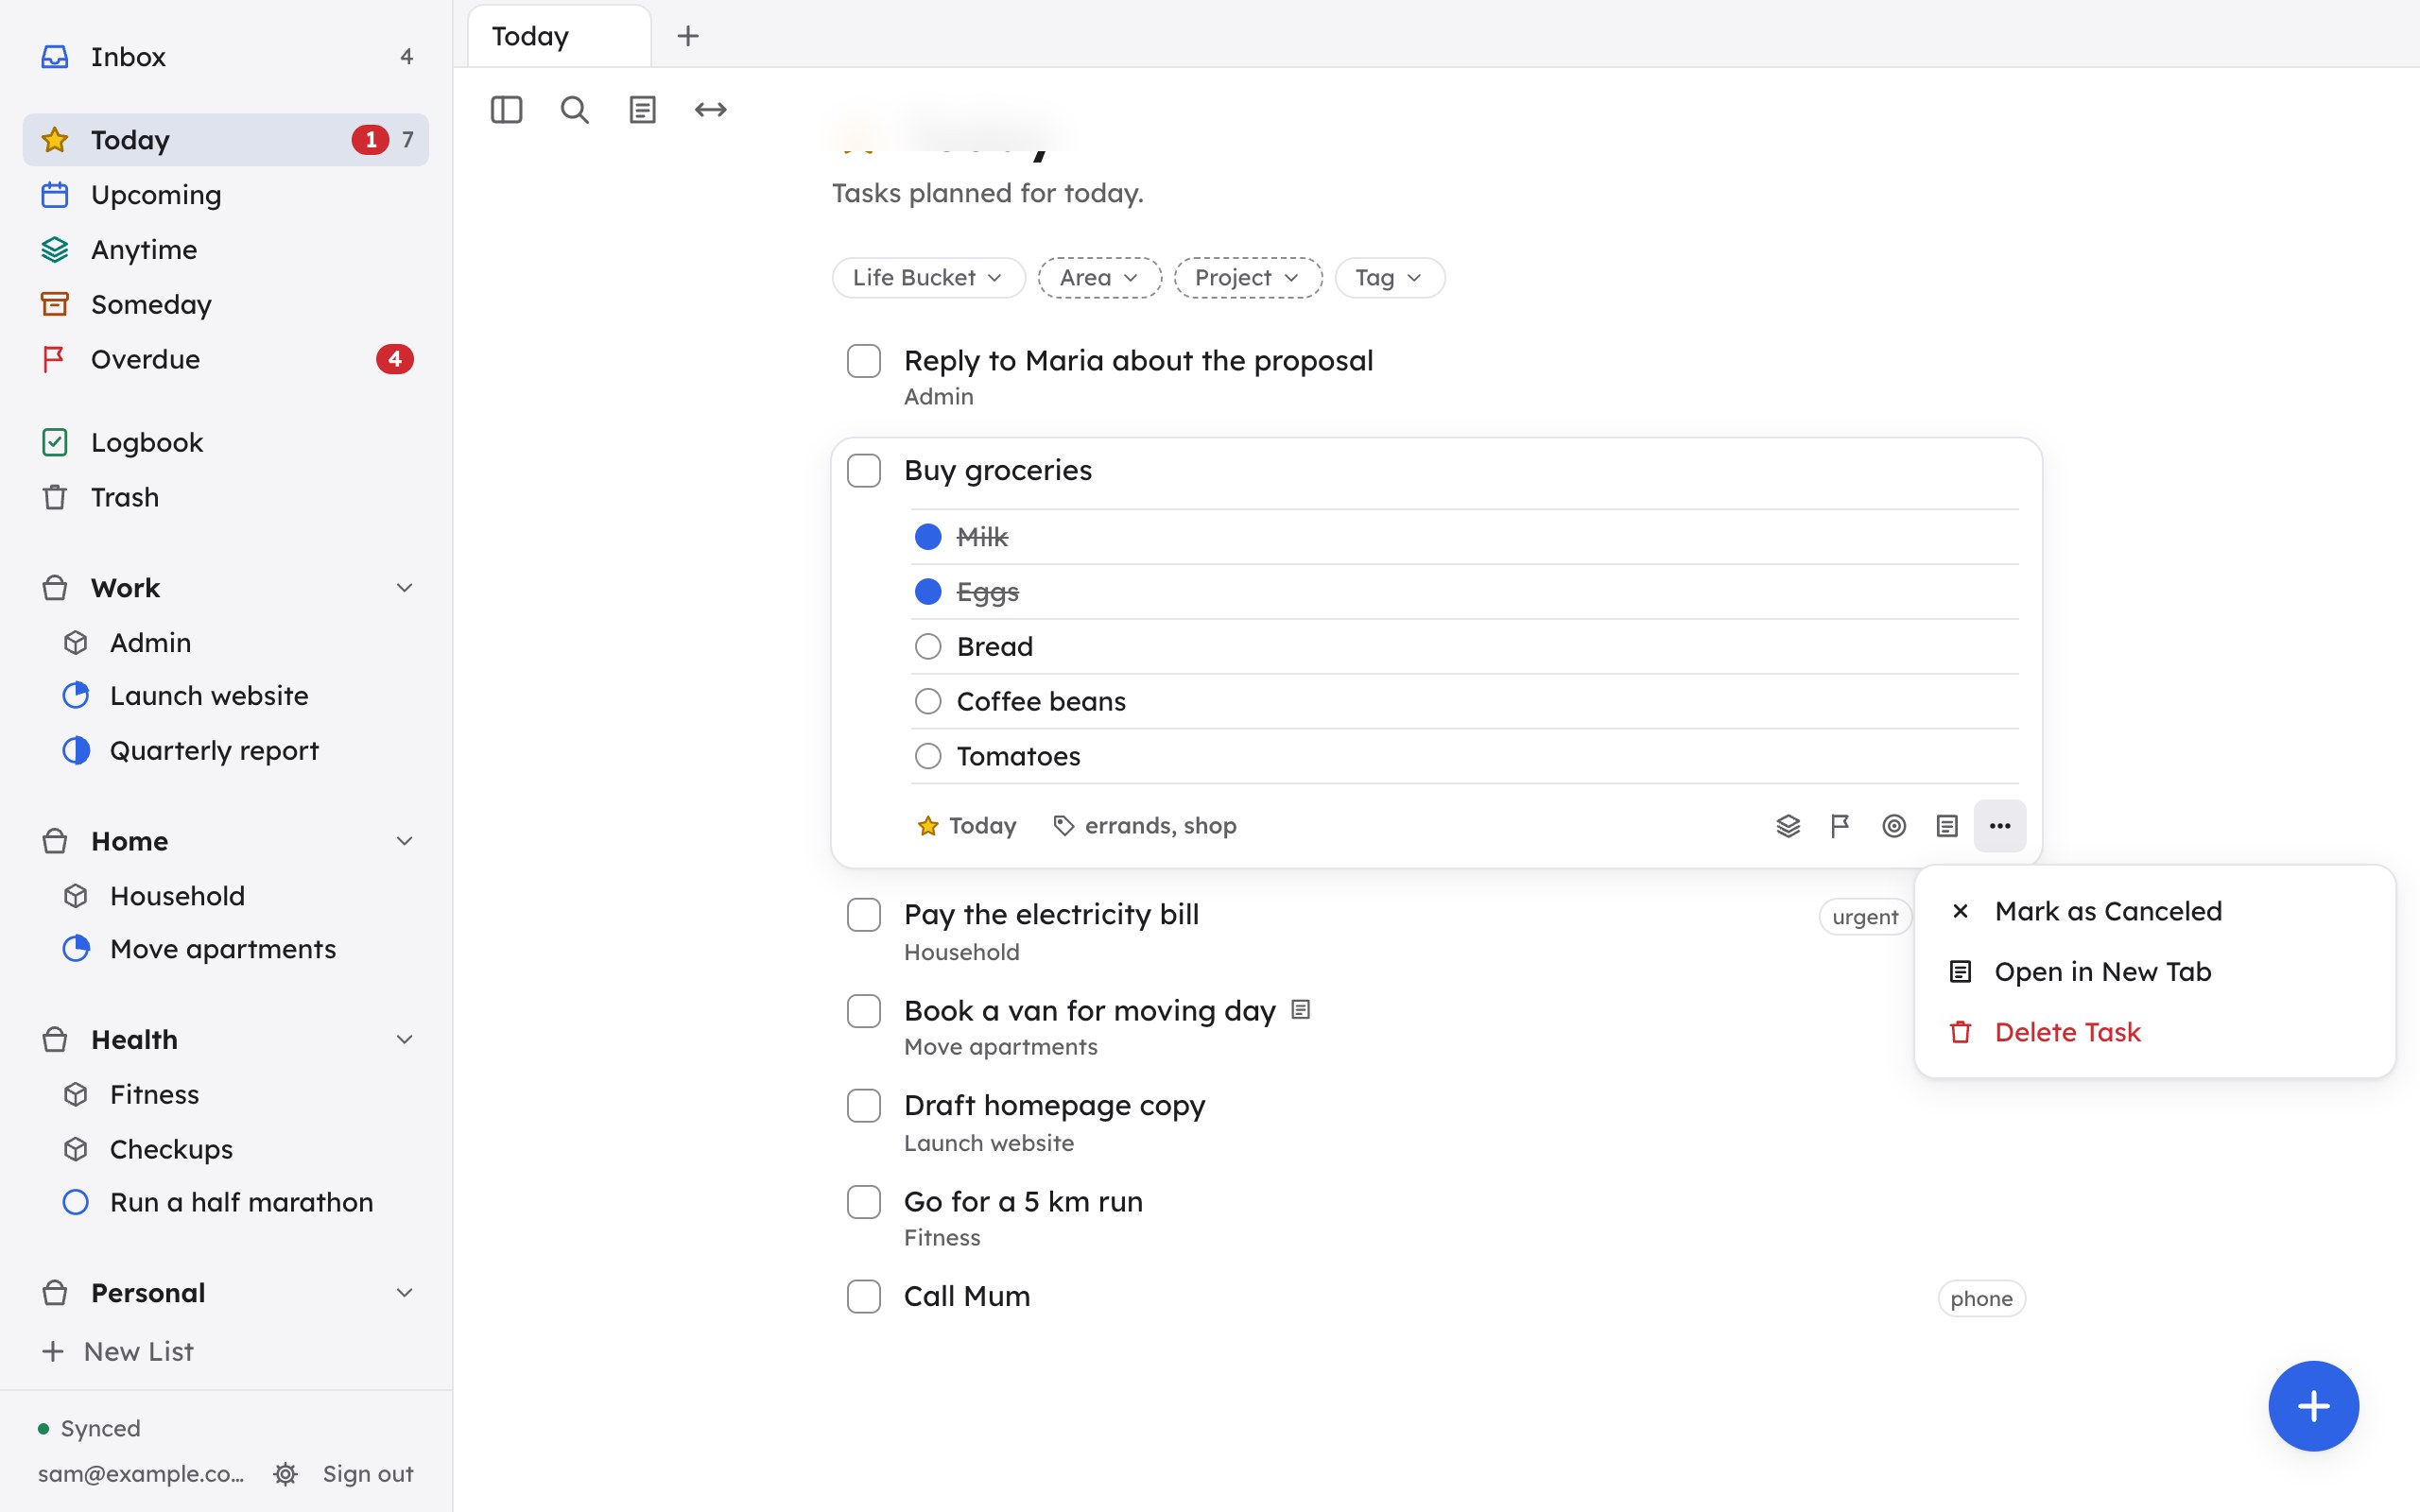 Inbox 4
Today 1 7
Upcoming
Anytime
Someday
Overdue 4
Logbook
Trash
Work
Admin
Launch website
Quarterly report
Home
Household
Move apartments
Health
Fitness
Checkups
Run a half marathon
Personal
New List
Synced
sam@example.co...
Sign out
Today
Tasks planned for today.
Life Bucket
Area
Project
Tag
Reply to Maria about the proposal
Admin
Buy groceries
Milk
Eggs
Bread
Coffee beans
Tomatoes
Today
errands, shop
Mark as Canceled
Open in New Tab
Delete Task
Pay the electricity bill
urgent
Household
Book a van for moving day
Move apartments
Draft homepage copy
Launch website
Go for a 5 km run
Fitness
Call Mum
phone